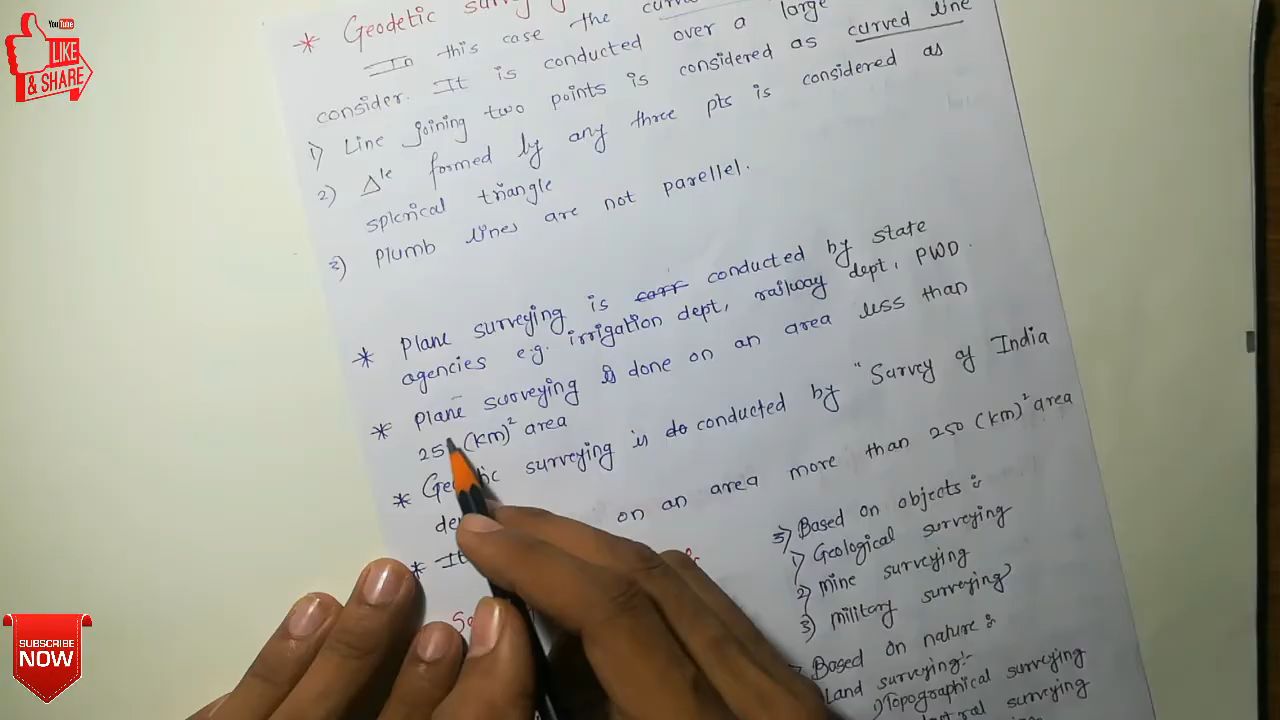 YouTube
LIKE
& SHARE
* Geodetic
In this case the
consider. It is conducted over a large
1) Line joining two points is considered as curved line
2) Δle formed by any three pts is considered as
spherical triangle
3) Plumb lines are not parellel.
* Plane surveying is conducted by state
agencies e.g. irrigation dept, railway dept, PWD.
* Plane surveying is done on an area less than
25 (km)² area
* surveying is conducted by "Survey of India
* It on an area more than 250 (km)² area
3) Based on objects :
1) Geological surveying
2) Mine surveying
3) military surveying
Based on nature :
Land surveying:-
1) Topographical surveying
surveying
SUBSCRIBE
NOW